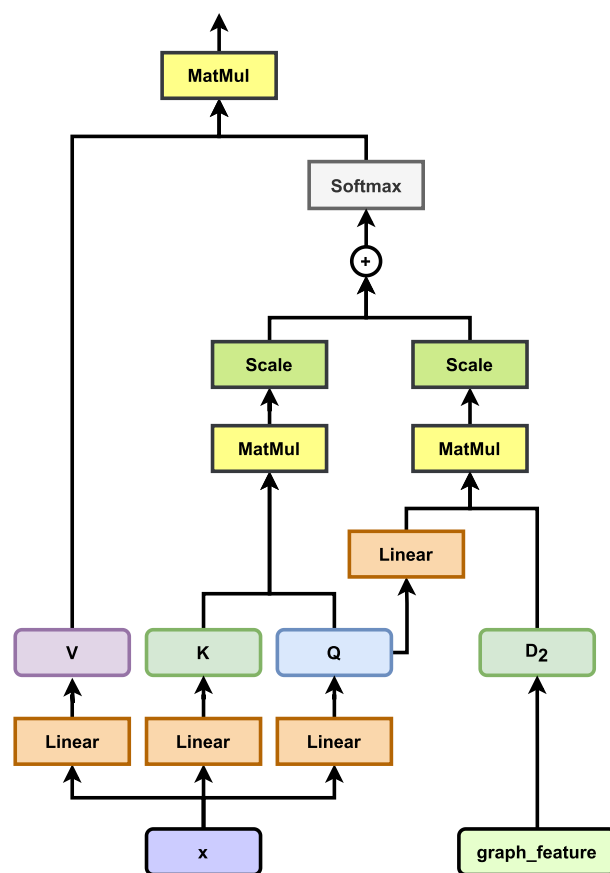 MatMul
Softmax
+
Scale
Scale
MatMul
MatMul
Linear
V
K
Q
D2
Linear
Linear
Linear
x
graph_feature